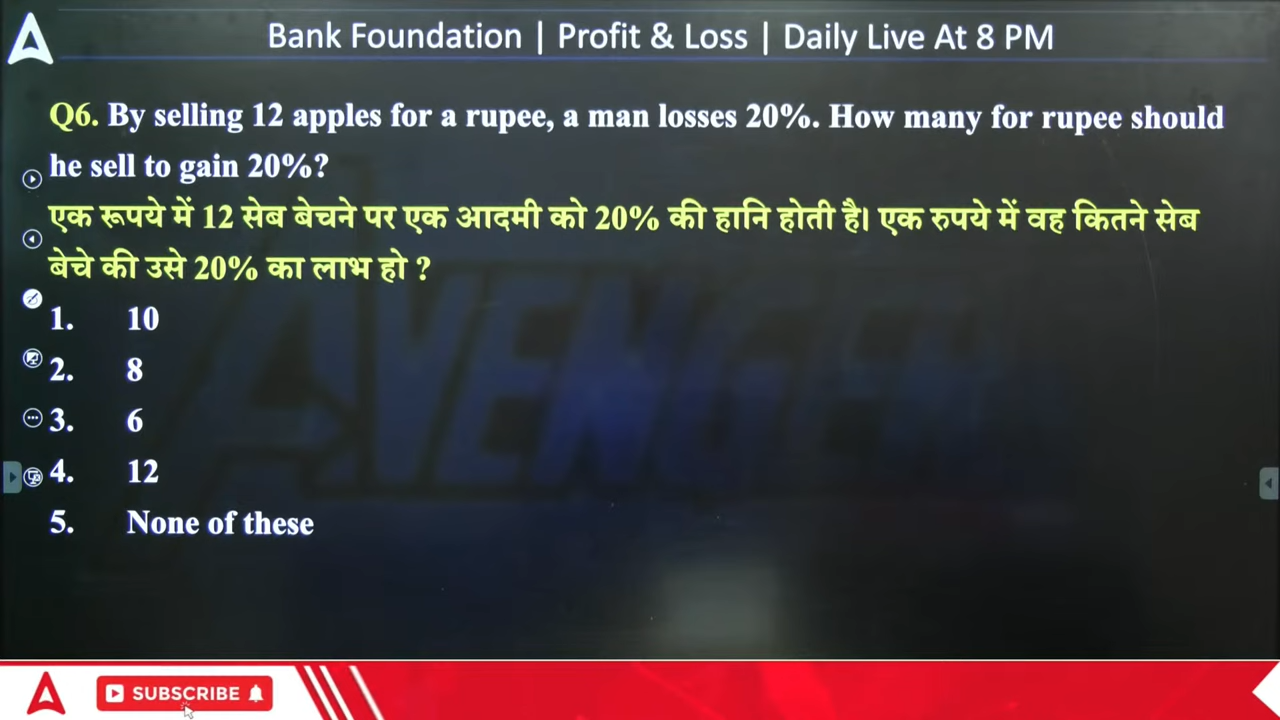 Bank Foundation | Profit & Loss | Daily Live At 8 PM
Q6. By selling 12 apples for a rupee, a man losses 20%. How many for rupee should
he sell to gain 20%?
एक रूपये में 12 सेब बेचने पर एक आदमी को 20% की हानि होती है। एक रुपये में वह कितने सेब
बेचे की उसे 20% का लाभ हो ?
1. 10
2. 8
3. 6
4. 12
5. None of these
AVENGER
SUBSCRIBE